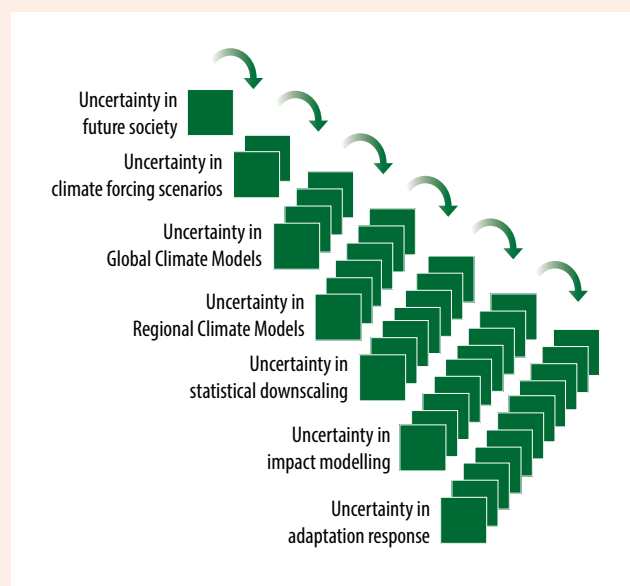 Uncertainty in
future society
Uncertainty in
climate forcing scenarios
Uncertainty in
Global Climate Models
Uncertainty in
Regional Climate Models
Uncertainty in
statistical downscaling
Uncertainty in
impact modelling
Uncertainty in
adaptation response